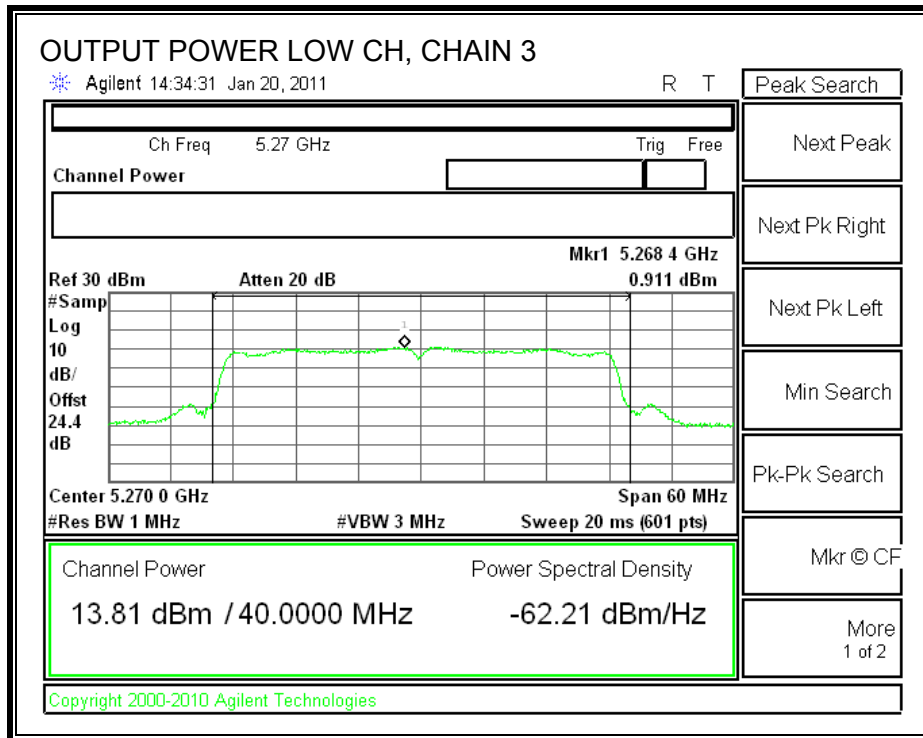 OUTPUT POWER LOW CH, CHAIN 3
Agilent 14:34:31 Jan 20, 2011 R T
Peak Search
Ch Freq 5.27 GHz Trig Free
Channel Power
Next Peak
Next Pk Right
Mkr1 5.268 4 GHz
Ref 30 dBm Atten 20 dB 0.911 dBm
#Samp
Log
10
dB/
Offst
24.4
dB
1
Next Pk Left
Min Search
Pk-Pk Search
Center 5.270 0 GHz Span 60 MHz
#Res BW 1 MHz #VBW 3 MHz Sweep 20 ms (601 pts)
Channel Power Power Spectral Density
13.81 dBm / 40.0000 MHz -62.21 dBm/Hz
Mkr © CF
More
1 of 2
Copyright 2000-2010 Agilent Technologies